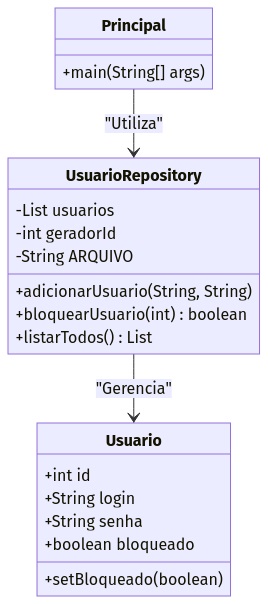 Principal
+main(String[] args)
"Utiliza"
UsuarioRepository
-List usuarios
-int geradorId
-String ARQUIVO
+adicionarUsuario(String, String)
+bloquearUsuario(int) : boolean
+listarTodos() : List
"Gerencia"
Usuario
+int id
+String login
+String senha
+boolean bloqueado
+setBloqueado(boolean)